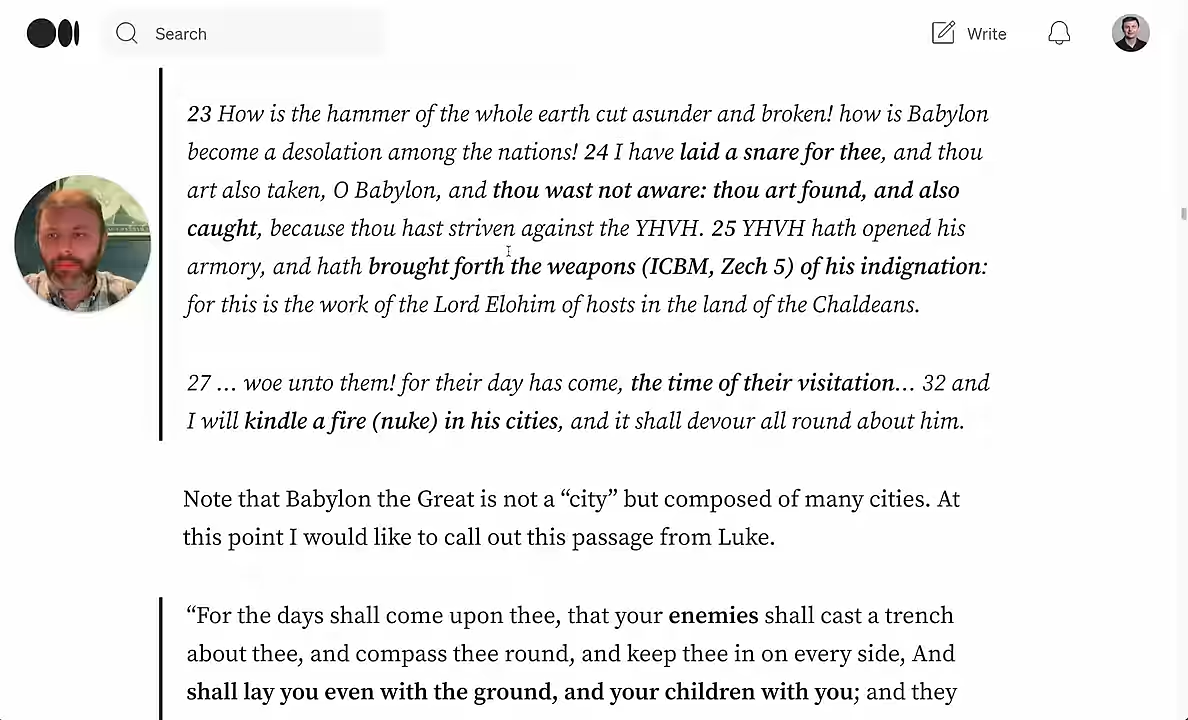 Search
Write
23 How is the hammer of the whole earth cut asunder and broken! how is Babylon
become a desolation among the nations! 24 I have laid a snare for thee, and thou
art also taken, O Babylon, and thou wast not aware: thou art found, and also
caught, because thou hast striven against the YHVH. 25 YHVH hath opened his
armory, and hath brought forth the weapons (ICBM, Zech 5) of his indignation:
for this is the work of the Lord Elohim of hosts in the land of the Chaldeans.
27 … woe unto them! for their day has come, the time of their visitation… 32 and
I will kindle a fire (nuke) in his cities, and it shall devour all round about him.
Note that Babylon the Great is not a “city” but composed of many cities. At
this point I would like to call out this passage from Luke.
“For the days shall come upon thee, that your enemies shall cast a trench
about thee, and compass thee round, and keep thee in on every side, And
shall lay you even with the ground, and your children with you; and they